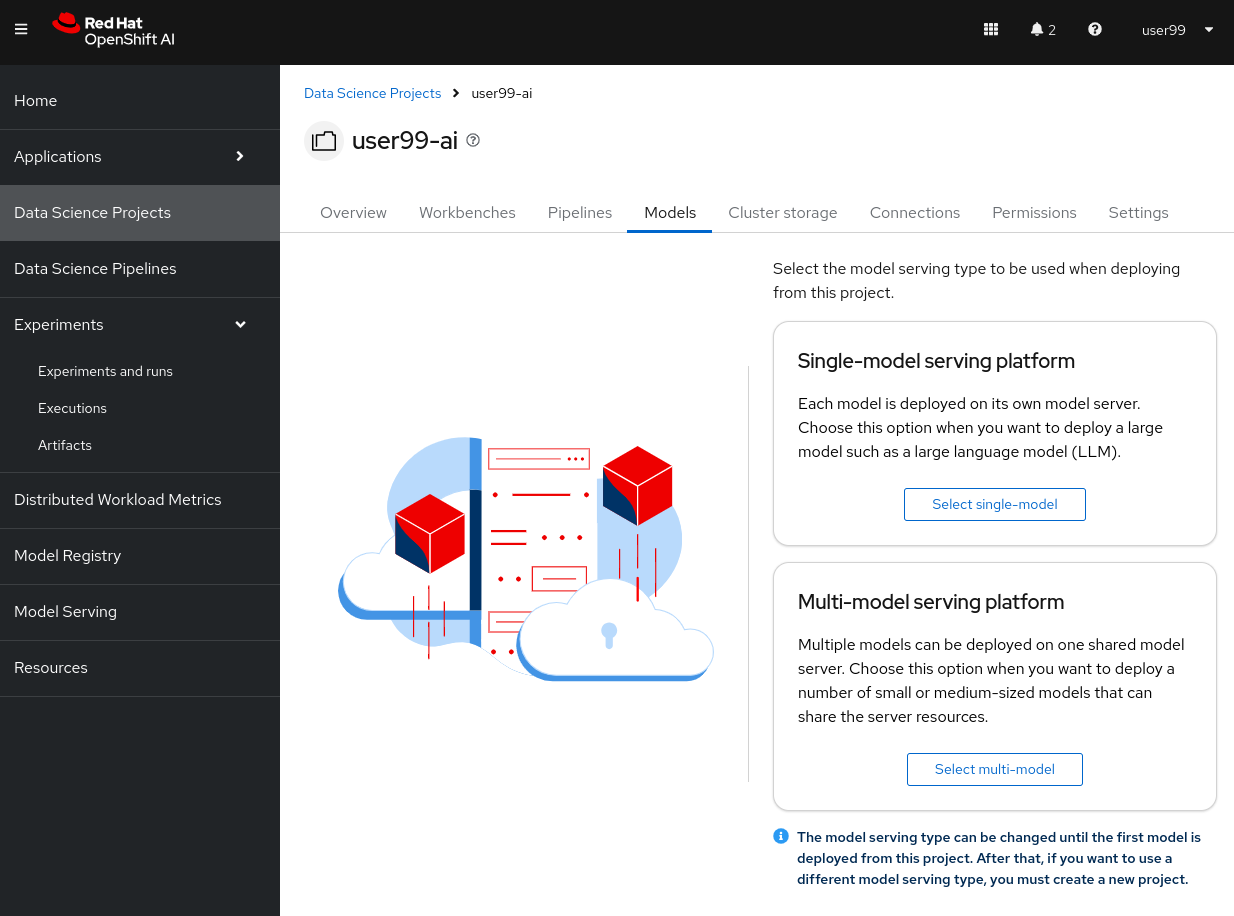 Red Hat
OpenShift AI
2
user99
Home
Applications
Data Science Projects
Data Science Pipelines
Experiments
Experiments and runs
Executions
Artifacts
Distributed Workload Metrics
Model Registry
Model Serving
Resources
Data Science Projects
user99-ai
user99-ai
Overview Workbenches Pipelines Models Cluster storage Connections Permissions Settings
Select the model serving type to be used when deploying
from this project.
Single-model serving platform
Each model is deployed on its own model server.
Choose this option when you want to deploy a large
model such as a large language model (LLM).
Select single-model
Multi-model serving platform
Multiple models can be deployed on one shared model
server. Choose this option when you want to deploy a
number of small or medium-sized models that can
share the server resources.
Select multi-model
The model serving type can be changed until the first model is
deployed from this project. After that, if you want to use a
different model serving type, you must create a new project.